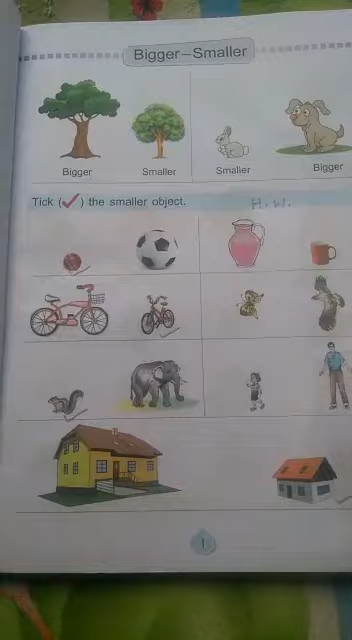 Bigger–Smaller
Bigger Smaller Smaller Bigger
Tick (✓) the smaller object. H.W.
1